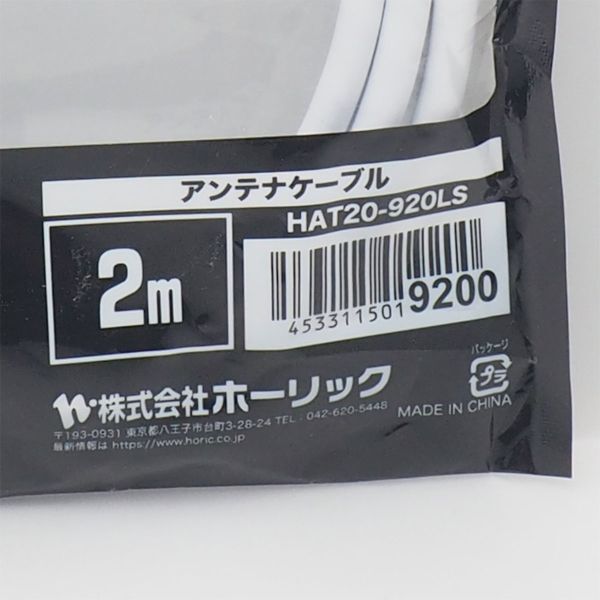 アンテナケーブル
2m
HAT20-920LS
4533115019200
株式会社ホーリック
〒193-0931 東京都八王子市台町3-28-24 TEL : 042-620-5448
最新情報は https://www.horic.co.jp
パッケージ
プラ
MADE IN CHINA